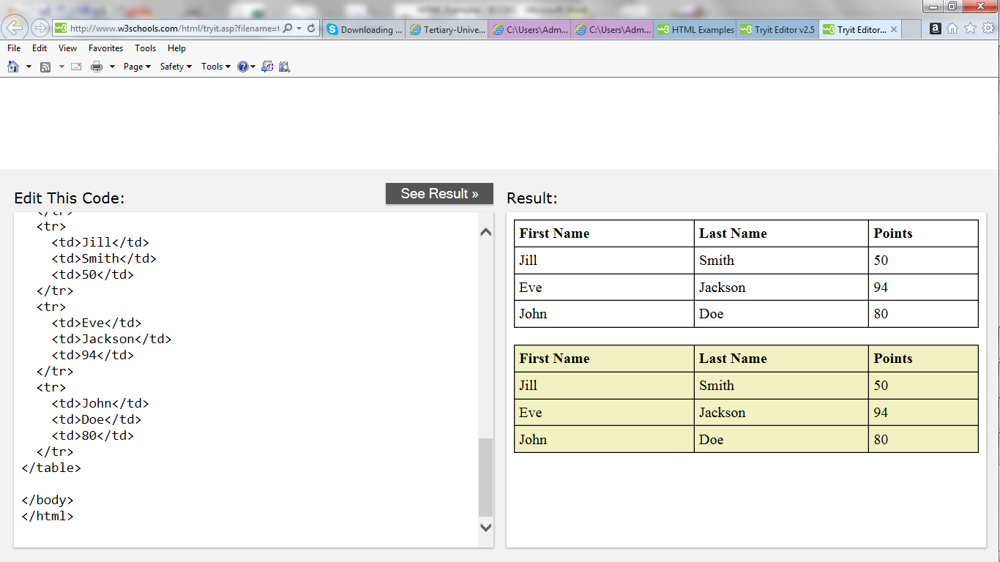 http://www.w3schools.com/html/tryit.asp?filename=t
Downloading ...
Tertiary-Unive...
C:\Users\Adm...
C:\Users\Adm...
HTML Examples
Tryit Editor v2.5
Tryit Editor...
File Edit View Favorites Tools Help
Page Safety Tools
Edit This Code:
See Result »
Result:
</tr>
<tr>
<td>Jill</td>
<td>Smith</td>
<td>50</td>
</tr>
<tr>
<td>Eve</td>
<td>Jackson</td>
<td>94</td>
</tr>
<tr>
<td>John</td>
<td>Doe</td>
<td>80</td>
</tr>
</table>
</body>
</html>
First Name Last Name Points
Jill Smith 50
Eve Jackson 94
John Doe 80
First Name Last Name Points
Jill Smith 50
Eve Jackson 94
John Doe 80